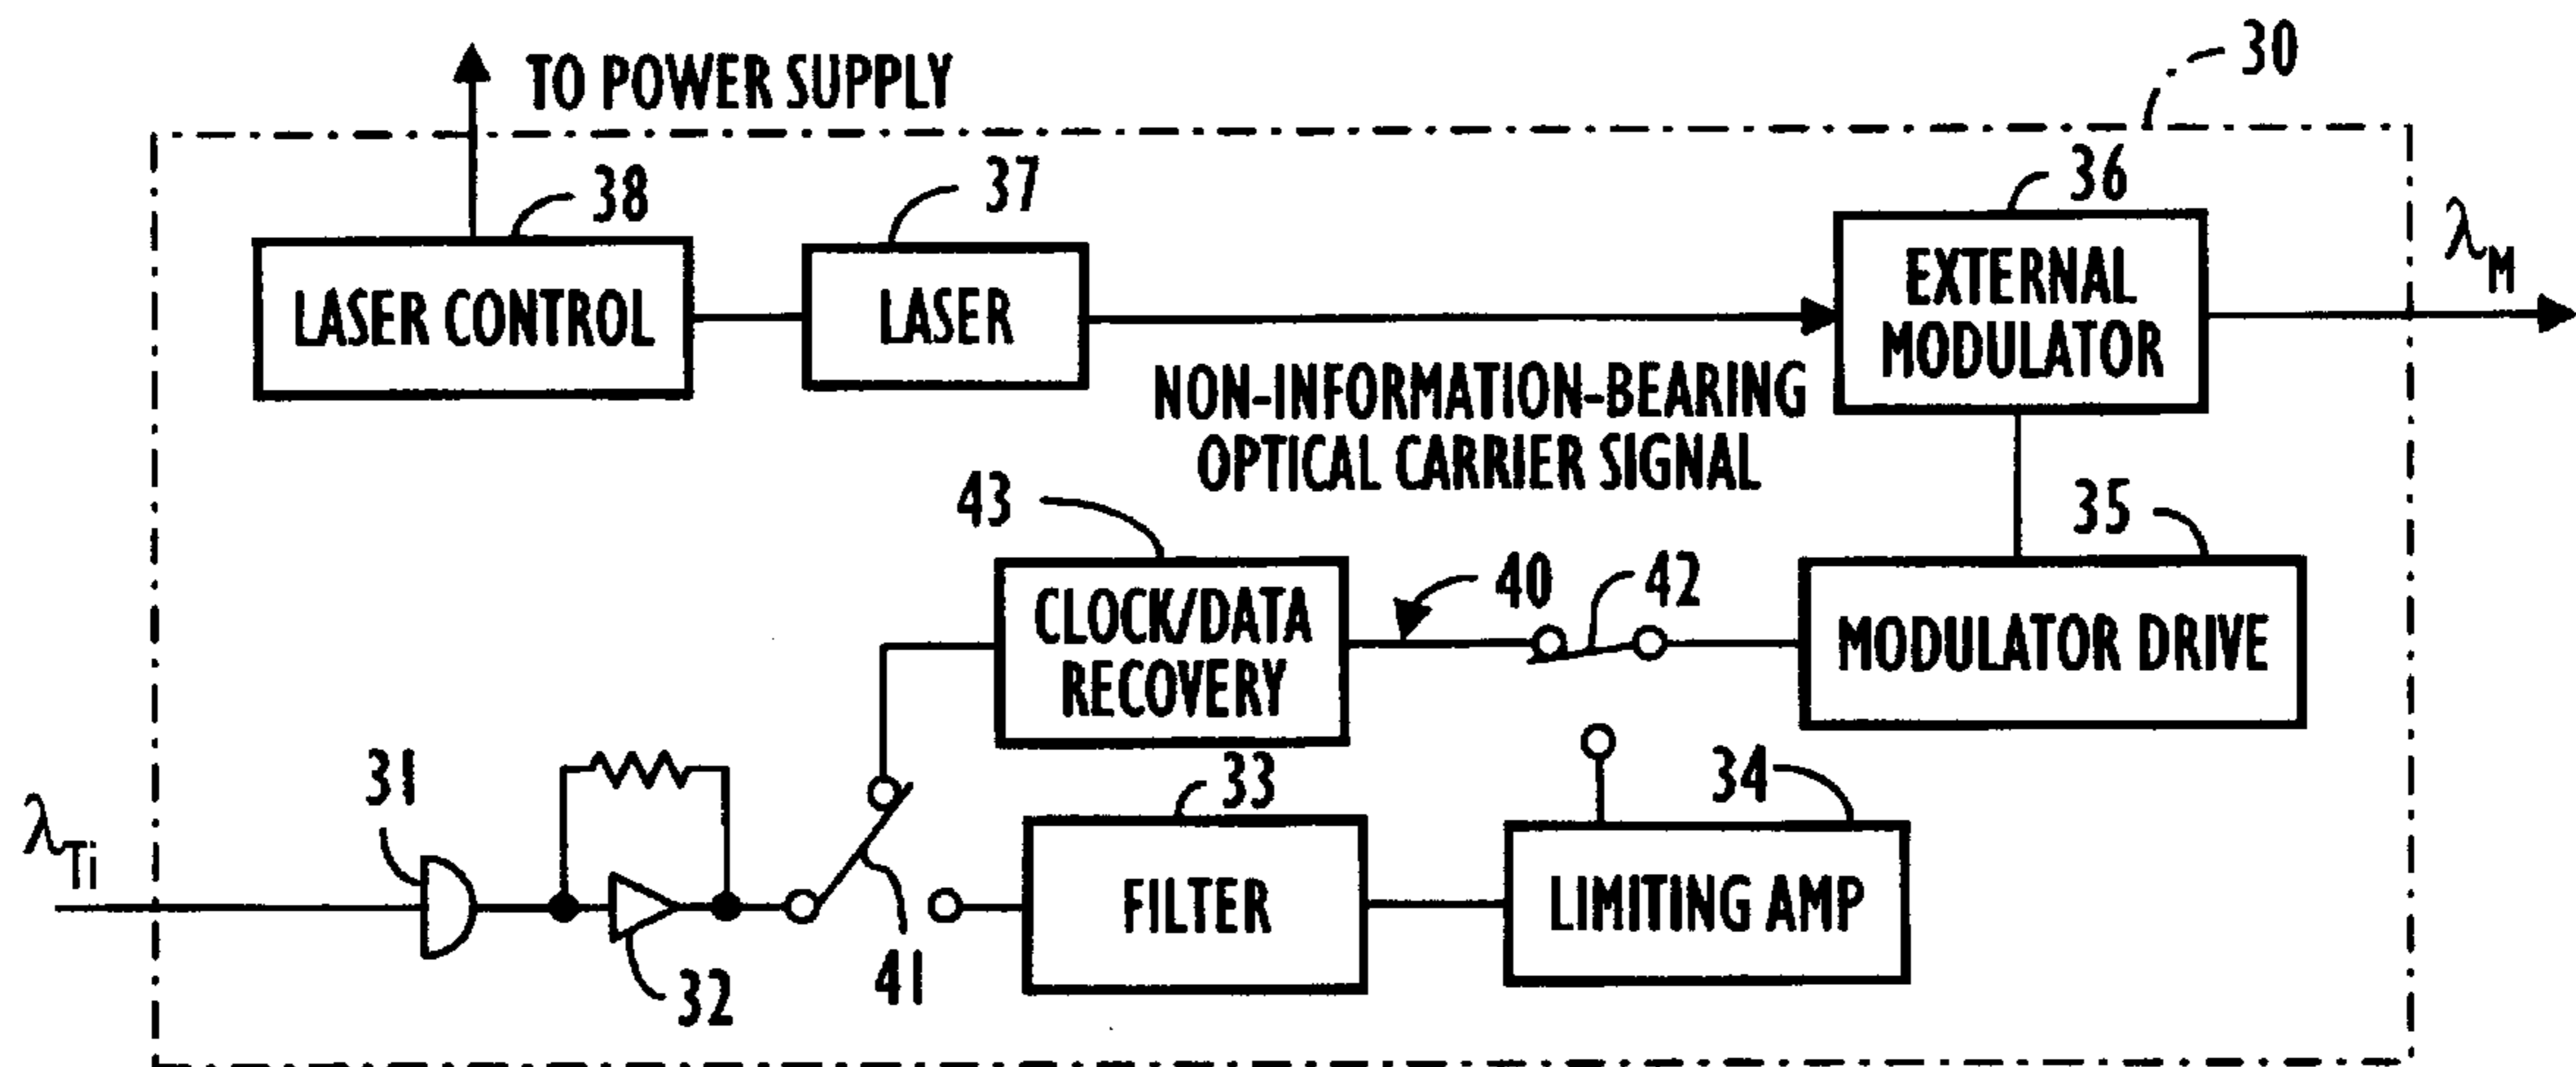 TO POWER SUPPLY
30
38
37
36
LASER CONTROL
LASER
EXTERNAL
MODULATOR
λM
NON-INFORMATION-BEARING
OPTICAL CARRIER SIGNAL
43
40
42
35
CLOCK/DATA
RECOVERY
MODULATOR DRIVE
31
33
34
λTi
FILTER
LIMITING AMP
32
41